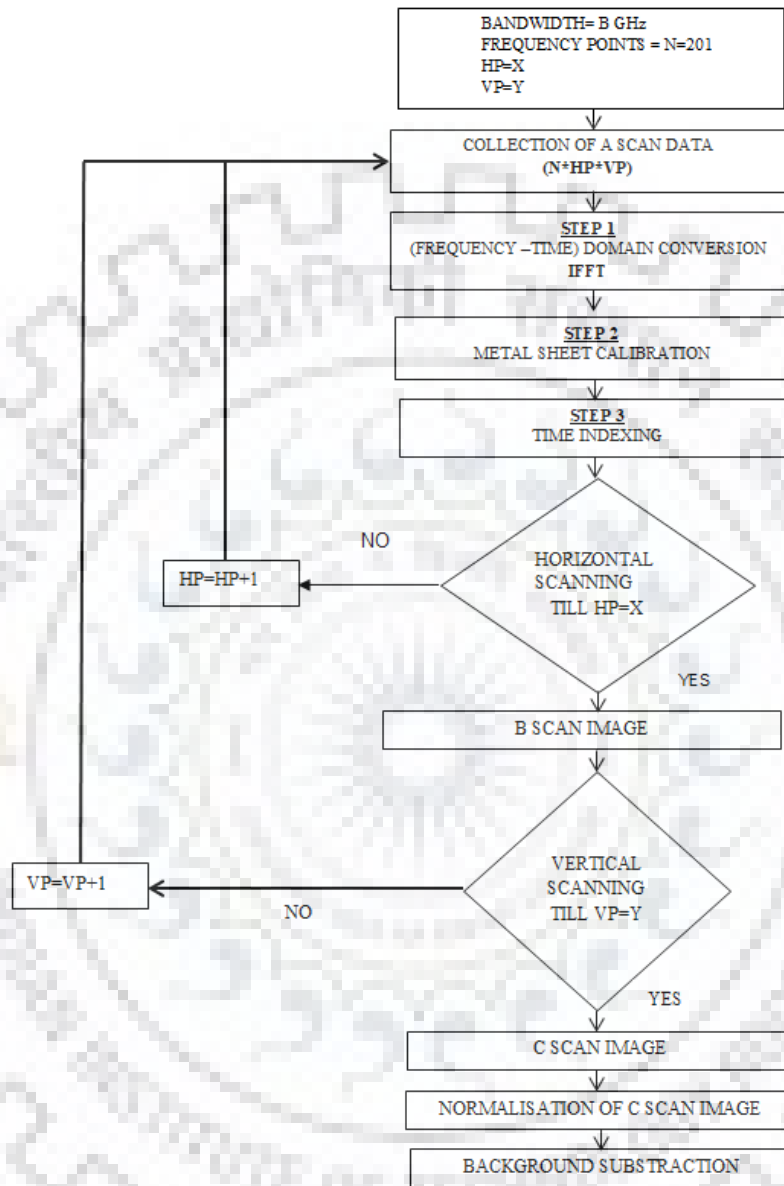 BANDWIDTH= B GHz
FREQUENCY POINTS = N=201
HP=X
VP=Y
COLLECTION OF A SCAN DATA
(N*HP*VP)
STEP 1
(FREQUENCY –TIME) DOMAIN CONVERSION
IFFT
STEP 2
METAL SHEET CALIBRATION
STEP 3
TIME INDEXING
NO
HP=HP+1
HORIZONTAL
SCANNING
TILL HP=X
YES
B SCAN IMAGE
VERTICAL
SCANNING
TILL VP=Y
VP=VP+1
NO
YES
C SCAN IMAGE
NORMALISATION OF C SCAN IMAGE
BACKGROUND SUBSTRACTION